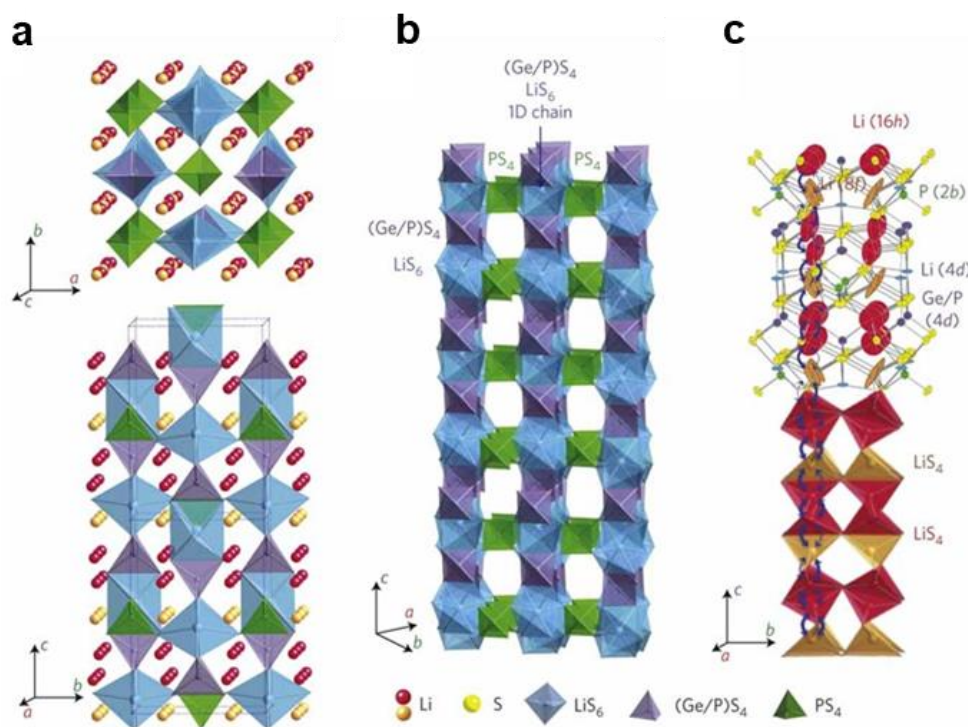 a
b
c
a
c
b
c
a
b
(Ge/P)S4
LiS6
1D chain
PS4
PS4
(Ge/P)S4
LiS6
c
a
b
Li (16h)
Li (8f)
P (2b)
Li (4d)
Ge/P
(4d)
LiS4
LiS4
c
a
b
Li
S
LiS6
(Ge/P)S4
PS4